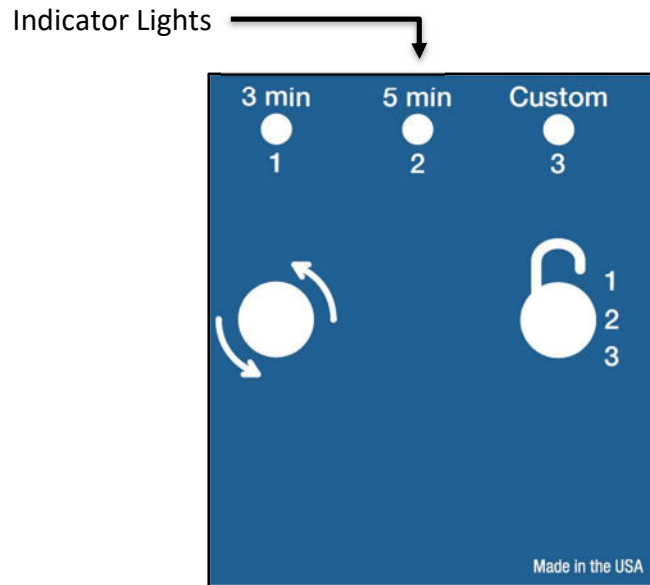 Indicator Lights
3 min 5 min Custom
1 2 3
1
2
3
Made in the USA